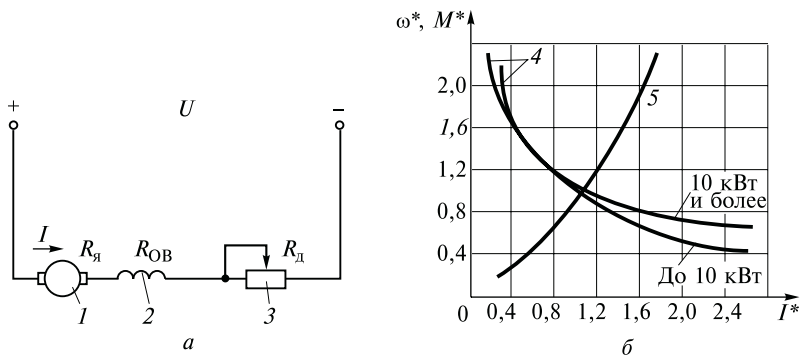 U
+
–
I
Rя
RОВ
Rд
1
2
3
а
ω*, M*
4
2,0
5
1,6
1,2
10 кВт
и более
0,8
0,4
До 10 кВт
0
0,4
0,8
1,2
1,6
2,0
2,4
I*
б